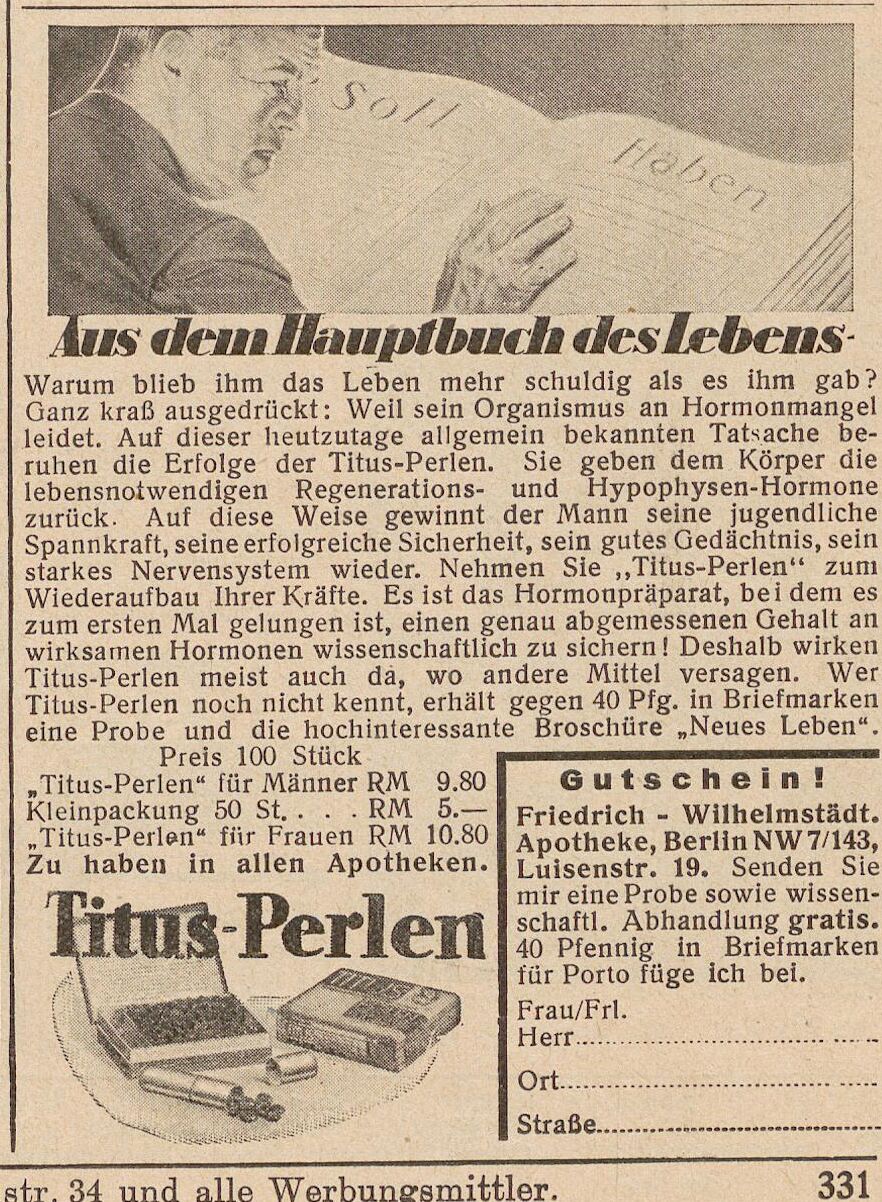 Soll
Haben
Aus dem Hauptbuch des Lebens-
Warum blieb ihm das Leben mehr schuldig als es ihm gab?
Ganz kraß ausgedrückt: Weil sein Organismus an Hormonmangel
leidet. Auf dieser heutzutage allgemein bekannten Tatsache be-
ruhen die Erfolge der Titus-Perlen. Sie geben dem Körper die
lebensnotwendigen Regenerations- und Hypophysen-Hormone
zurück. Auf diese Weise gewinnt der Mann seine jugendliche
Spannkraft, seine erfolgreiche Sicherheit, sein gutes Gedächtnis, sein
starkes Nervensystem wieder. Nehmen Sie ,,Titus-Perlen“ zum
Wiederaufbau Ihrer Kräfte. Es ist das Hormonpräparat, bei dem es
zum ersten Mal gelungen ist, einen genau abgemessenen Gehalt an
wirksamen Hormonen wissenschaftlich zu sichern! Deshalb wirken
Titus-Perlen meist auch da, wo andere Mittel versagen. Wer
Titus-Perlen noch nicht kennt, erhält gegen 40 Pfg. in Briefmarken
eine Probe und die hochinteressante Broschüre „Neues Leben“.
Preis 100 Stück
„Titus-Perlen“ für Männer RM 9.80
Kleinpackung 50 St. . . . RM 5.—
„Titus-Perlen“ für Frauen RM 10.80
Zu haben in allen Apotheken.
Titus-Perlen
TITUS
Gutschein!
Friedrich - Wilhelmstädt.
Apotheke, Berlin NW 7/143,
Luisenstr. 19. Senden Sie
mir eine Probe sowie wissen-
schaftl. Abhandlung gratis.
40 Pfennig in Briefmarken
für Porto füge ich bei.
Frau/Frl.
Herr
Ort
Straße
str. 34 und alle Werbungsmittler. 331